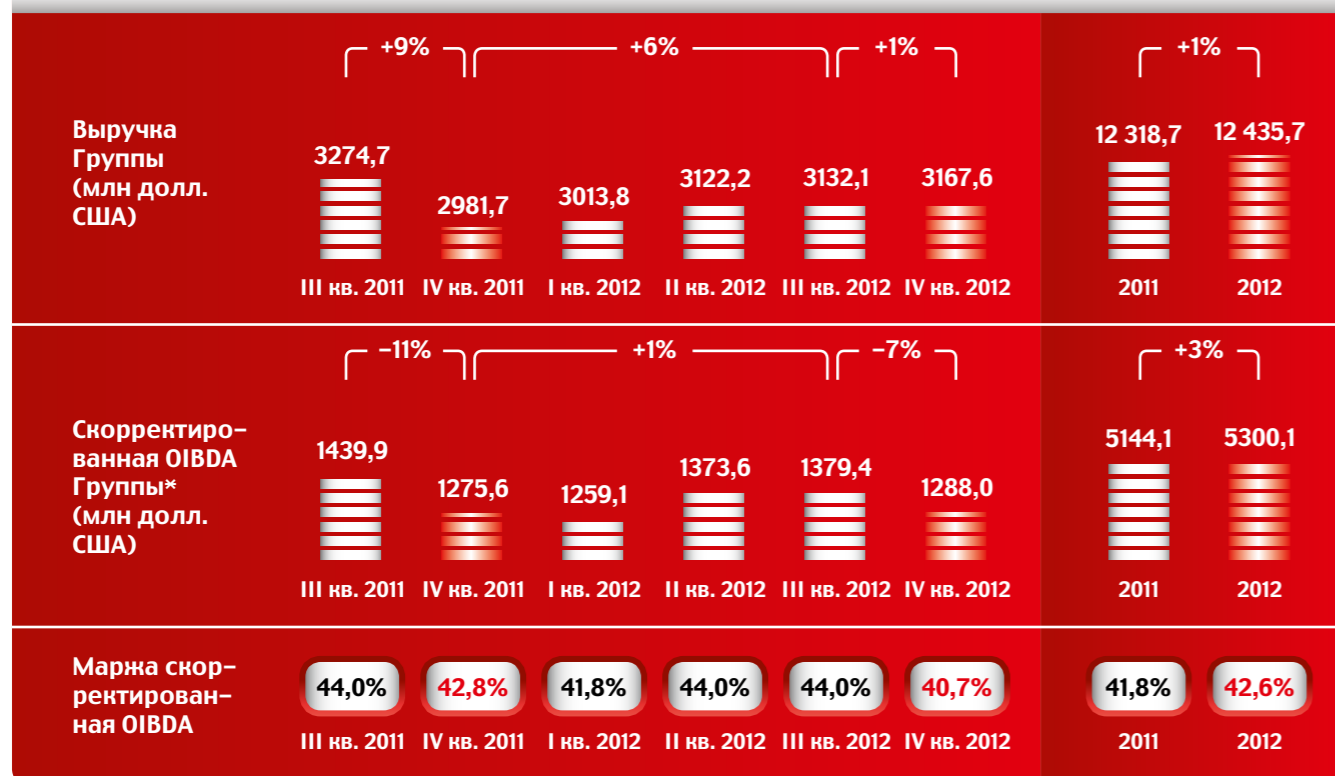 +9% +6% +1% +1%
Выручка
Группы
(млн долл.
США)
3274,7 2981,7 3013,8 3122,2 3132,1 3167,6 12 318,7 12 435,7
III кв. 2011 IV кв. 2011 I кв. 2012 II кв. 2012 III кв. 2012 IV кв. 2012 2011 2012
–11% +1% –7% +3%
Скорректиро–
ванная OIBDA
Группы*
(млн долл.
США)
1439,9 1275,6 1259,1 1373,6 1379,4 1288,0 5144,1 5300,1
III кв. 2011 IV кв. 2011 I кв. 2012 II кв. 2012 III кв. 2012 IV кв. 2012 2011 2012
Маржа скор–
ректирован–
ная OIBDA
44,0% 42,8% 41,8% 44,0% 44,0% 40,7% 41,8% 42,6%
III кв. 2011 IV кв. 2011 I кв. 2012 II кв. 2012 III кв. 2012 IV кв. 2012 2011 2012